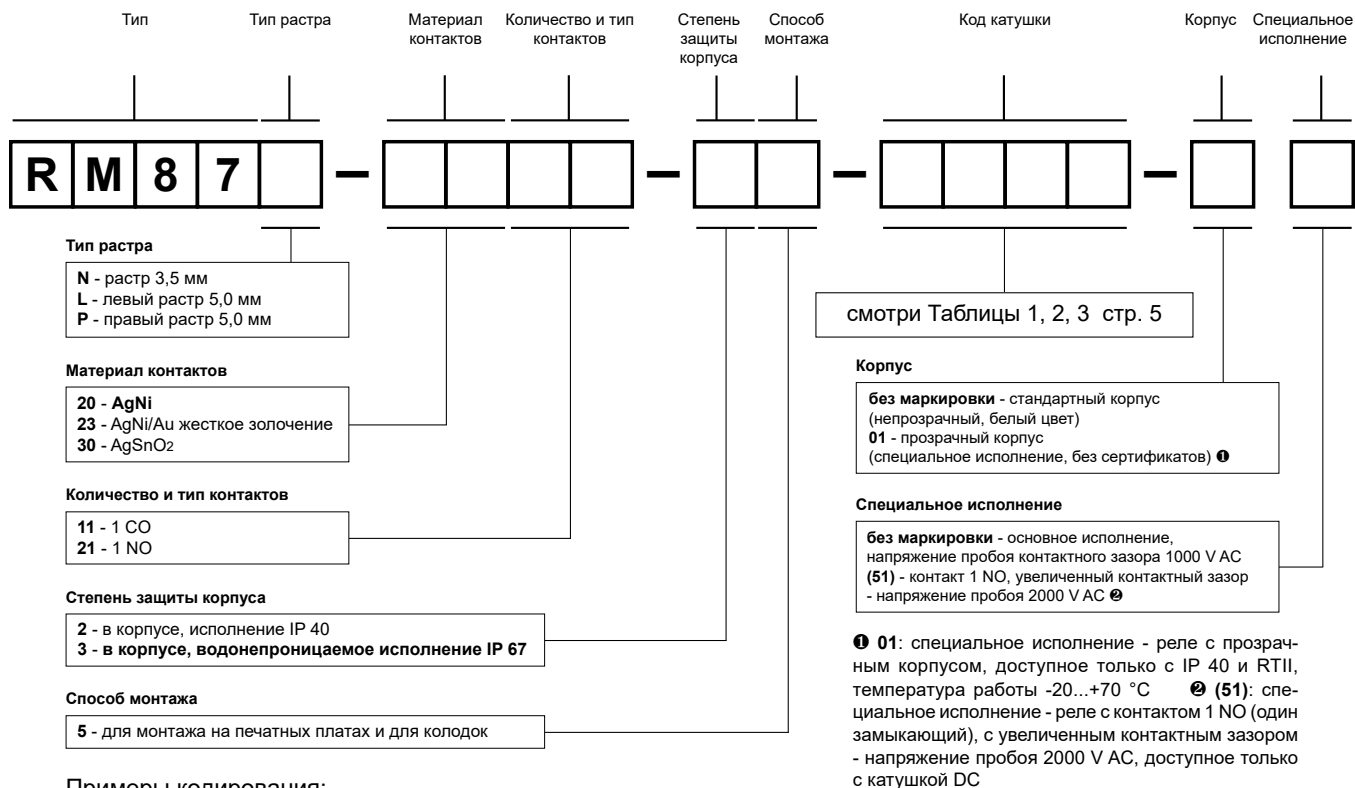 Тип
Тип растра
Материал
контактов
Количество и тип
контактов
Степень
защиты
корпуса
Способ
монтажа
Код катушки
Корпус
Специальное
исполнение
R M 8 7 – – – –
Тип растра
N - растр 3,5 мм
L - левый растр 5,0 мм
P - правый растр 5,0 мм
Материал контактов
20 - AgNi
23 - AgNi/Au жесткое золочение
30 - AgSnO2
Количество и тип контактов
11 - 1 CO
21 - 1 NO
Степень защиты корпуса
2 - в корпусе, исполнение IP 40
3 - в корпусе, водонепроницаемое исполнение IP 67
Способ монтажа
5 - для монтажа на печатных платах и для колодок
Примеры кодирования:
смотри Таблицы 1, 2, 3 стр. 5
Корпус
без маркировки - стандартный корпус
(непрозрачный, белый цвет)
01 - прозрачный корпус
(специальное исполнение, без сертификатов) ❶
Специальное исполнение
без маркировки - основное исполнение,
напряжение пробоя контактного зазора 1000 V AC
(51) - контакт 1 NO, увеличенный контактный зазор
- напряжение пробоя 2000 V AC ❷
❶ 01: специальное исполнение - реле с прозрач-
ным корпусом, доступное только с IP 40 и RTII,
температура работы -20...+70 °C ❷ (51): спе-
циальное исполнение - реле с контактом 1 NO (один
замыкающий), с увеличенным контактным зазором
- напряжение пробоя 2000 V AC, доступное только
с катушкой DC